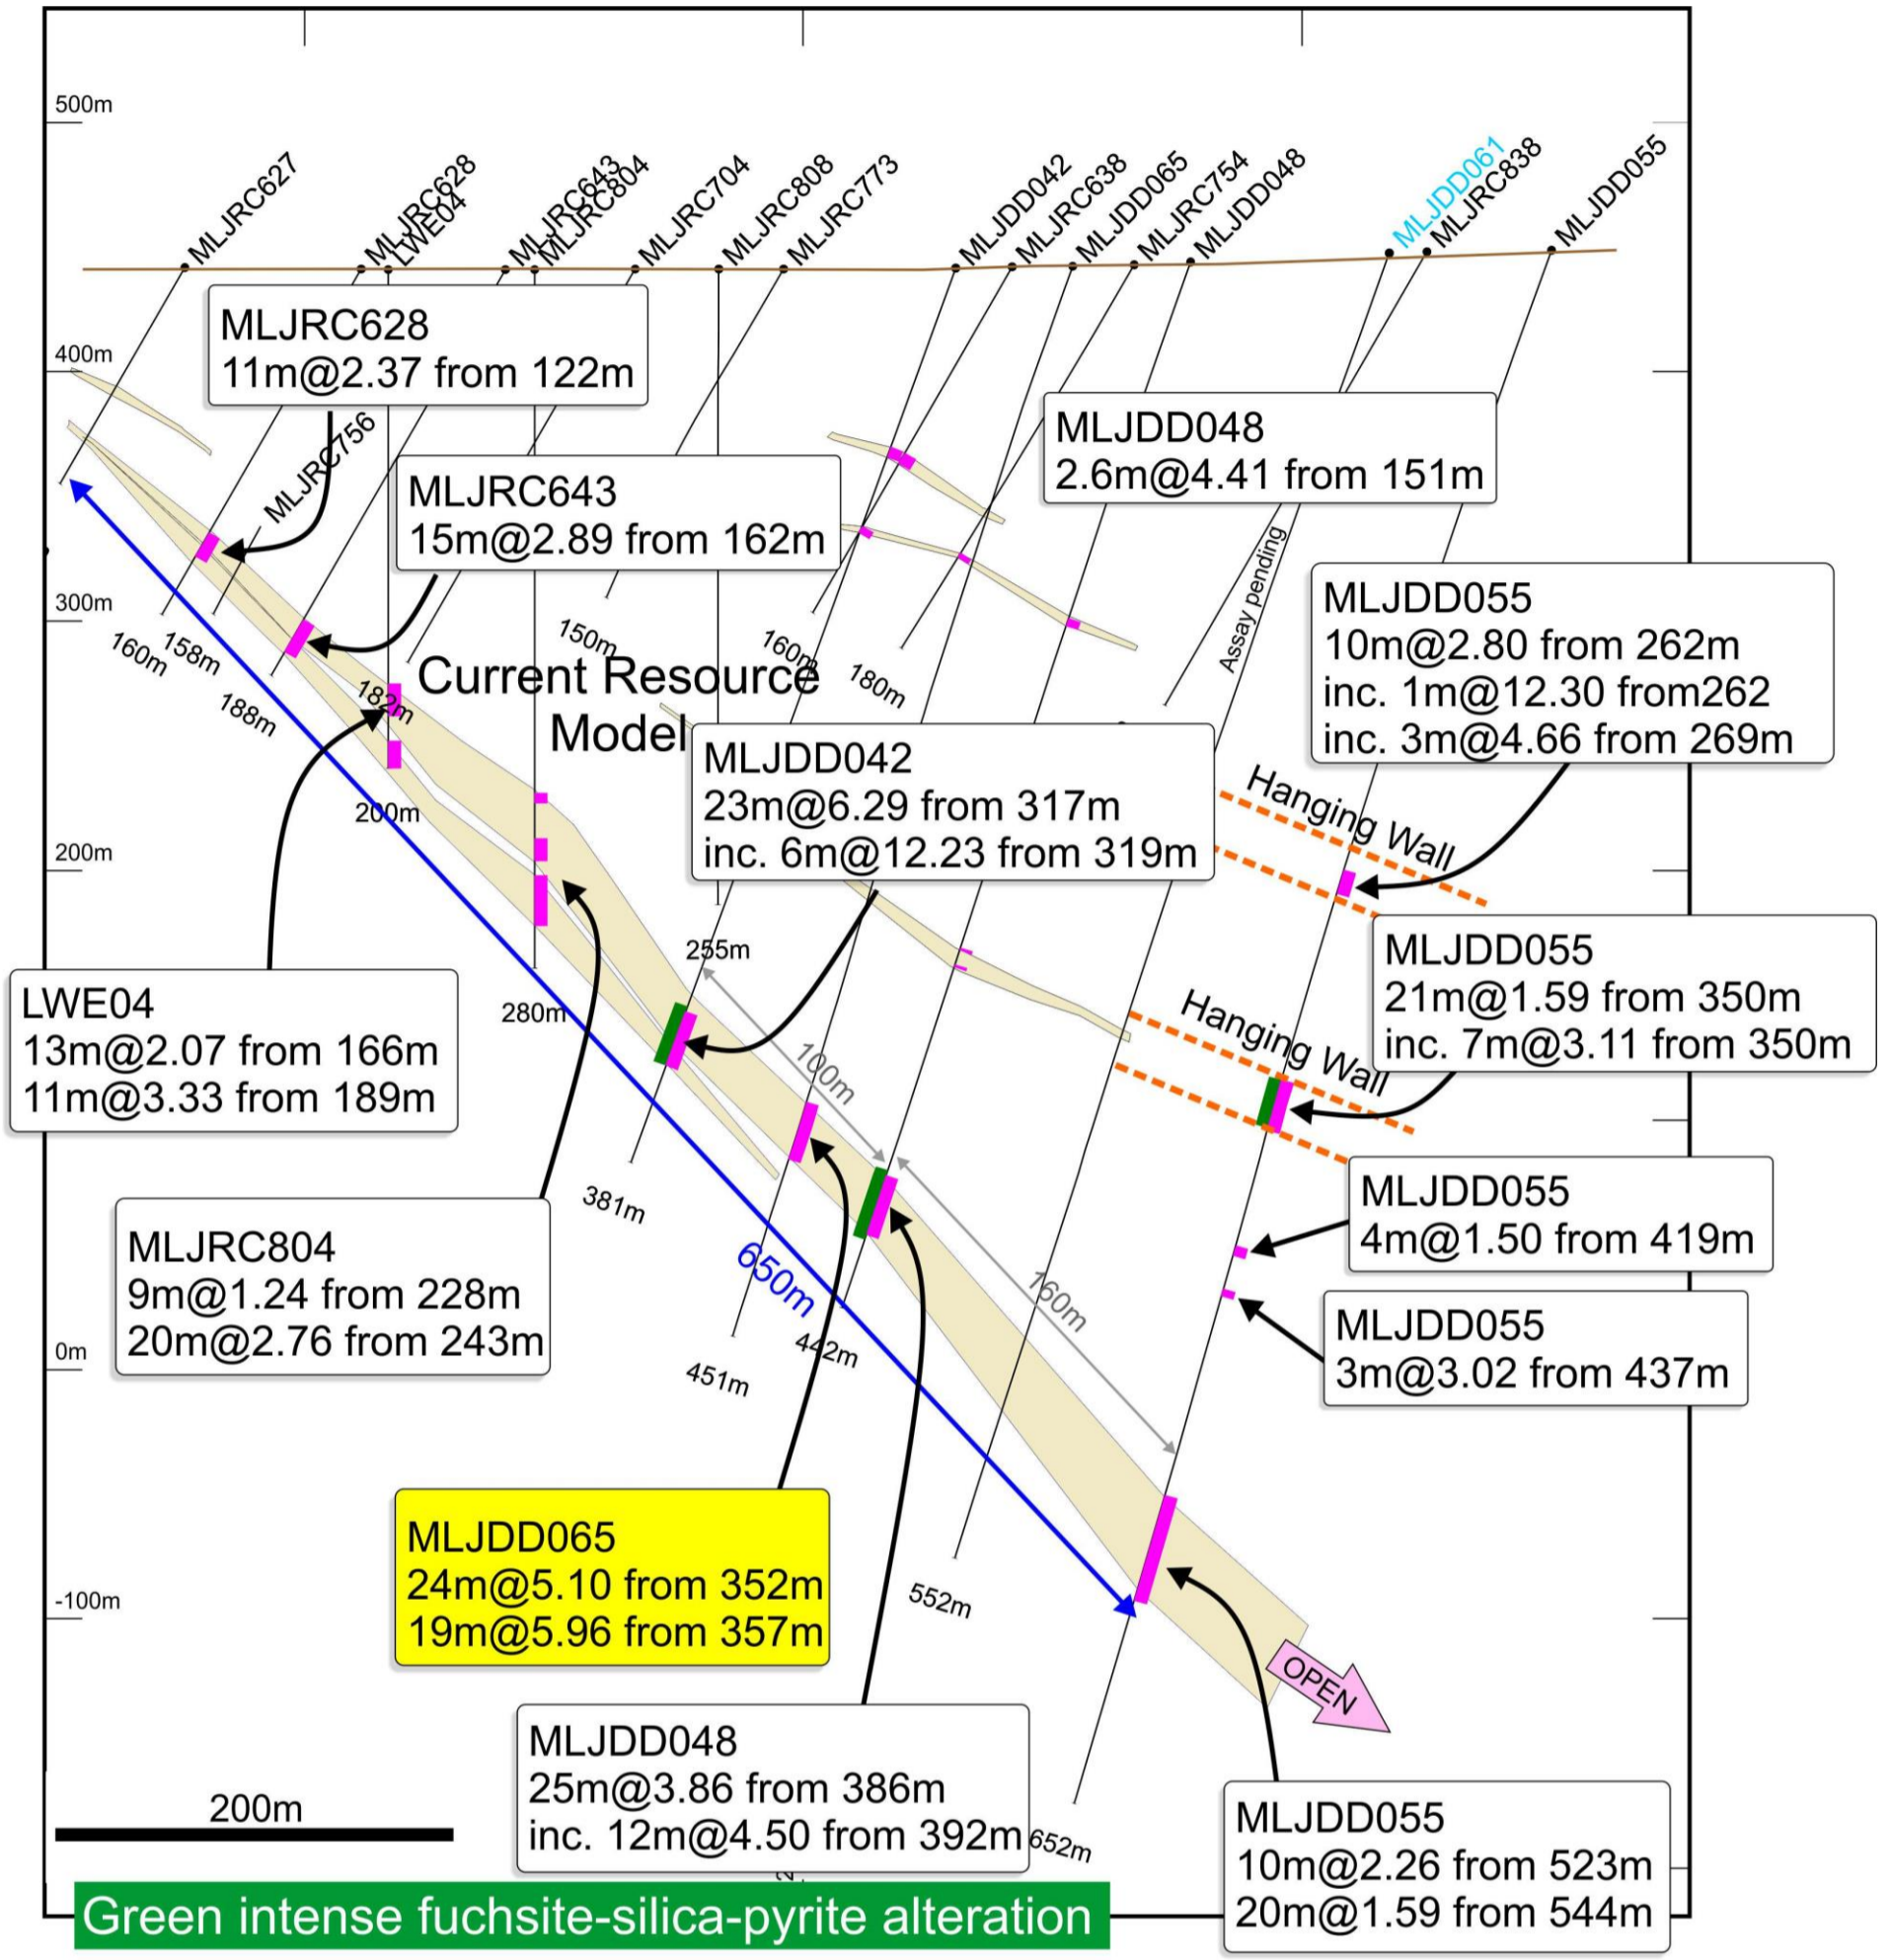 500m
400m
300m
200m
0m
-100m
MLJRC627
MLJRC628
LWE04
MLJRC643
MLJRC804
MLJRC704
MLJRC808
MLJRC773
MLJDD042
MLJRC638
MLJDD065
MLJRC754
MLJDD048
MLJDD061
MLJRC838
MLJDD055
MLJRC628
11m@2.37 from 122m
MLJRC756
MLJRC643
15m@2.89 from 162m
MLJDD048
2.6m@4.41 from 151m
Assay pending
MLJDD055
10m@2.80 from 262m
inc. 1m@12.30 from262
inc. 3m@4.66 from 269m
160m
158m
188m
182m
150m
160m
180m
Current Resource
Model
MLJDD042
23m@6.29 from 317m
inc. 6m@12.23 from 319m
Hanging Wall
200m
255m
280m
MLJDD055
21m@1.59 from 350m
inc. 7m@3.11 from 350m
Hanging Wall
LWE04
13m@2.07 from 166m
11m@3.33 from 189m
100m
381m
MLJDD055
4m@1.50 from 419m
MLJRC804
9m@1.24 from 228m
20m@2.76 from 243m
650m
160m
MLJDD055
3m@3.02 from 437m
451m
442m
MLJDD065
24m@5.10 from 352m
19m@5.96 from 357m
552m
OPEN
MLJDD048
25m@3.86 from 386m
inc. 12m@4.50 from 392m
652m
MLJDD055
10m@2.26 from 523m
20m@1.59 from 544m
200m
Green intense fuchsite-silica-pyrite alteration